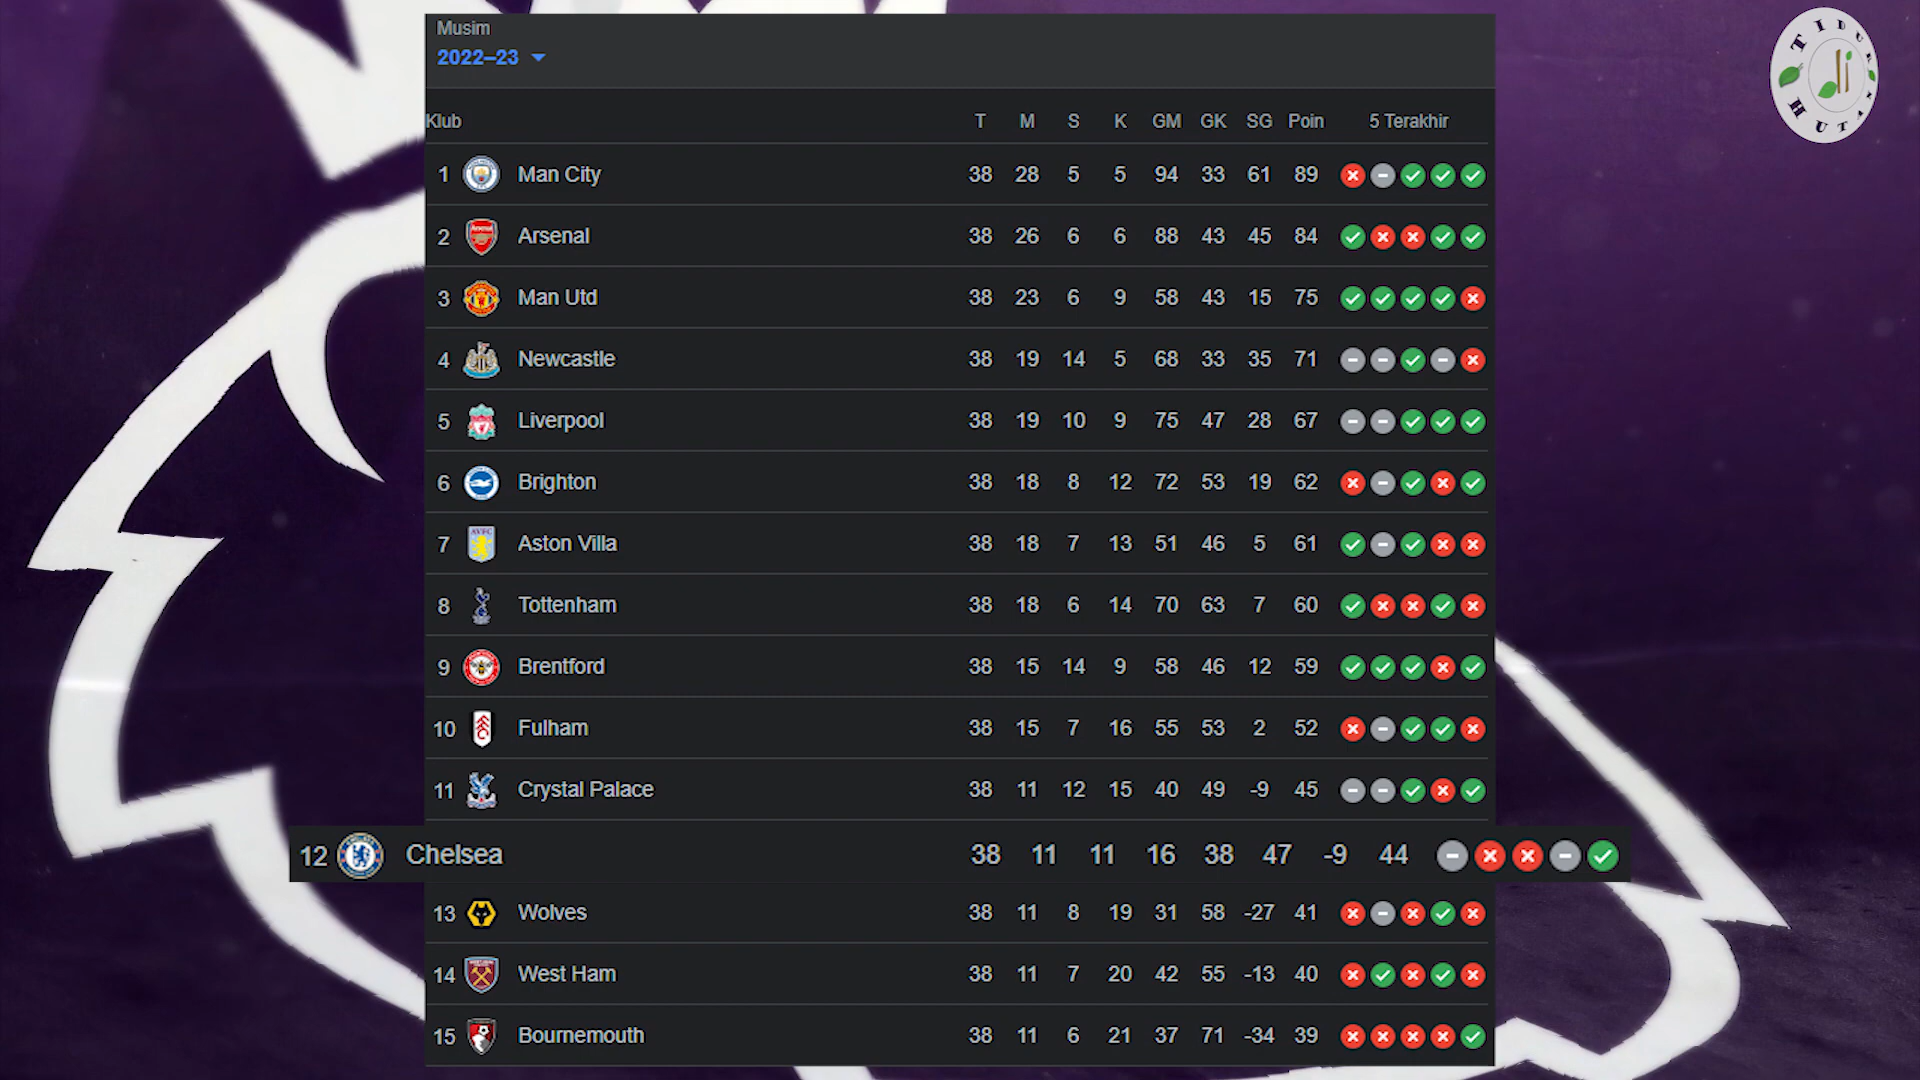 Musim
2022–23
Klub T M S K GM GK SG Poin 5 Terakhir
1 Man City 38 28 5 5 94 33 61 89
2 Arsenal 38 26 6 6 88 43 45 84
3 Man Utd 38 23 6 9 58 43 15 75
4 Newcastle 38 19 14 5 68 33 35 71
5 Liverpool 38 19 10 9 75 47 28 67
6 Brighton 38 18 8 12 72 53 19 62
7 Aston Villa 38 18 7 13 51 46 5 61
8 Tottenham 38 18 6 14 70 63 7 60
9 Brentford 38 15 14 9 58 46 12 59
10 Fulham 38 15 7 16 55 53 2 52
11 Crystal Palace 38 11 12 15 40 49 -9 45
12 Chelsea 38 11 11 16 38 47 -9 44
13 Wolves 38 11 8 19 31 58 -27 41
14 West Ham 38 11 7 20 42 55 -13 40
15 Bournemouth 38 11 6 21 37 71 -34 39
TIDUR
HUTAN